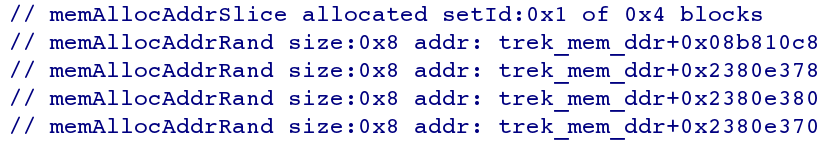 // memAllocAddrSlice allocated setId:0x1 of 0x4 blocks
// memAllocAddrRand size:0x8 addr: trek_mem_ddr+0x08b810c8
// memAllocAddrRand size:0x8 addr: trek_mem_ddr+0x2380e378
// memAllocAddrRand size:0x8 addr: trek_mem_ddr+0x2380e380
// memAllocAddrRand size:0x8 addr: trek_mem_ddr+0x2380e370